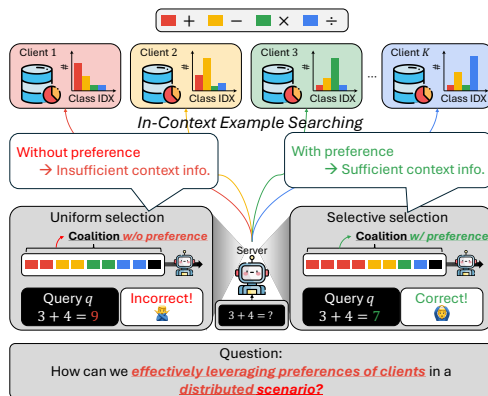 + − × ÷
Client 1
Client 2
Client 3
Client K
# # # #
...
Class IDX Class IDX Class IDX Class IDX
In-Context Example Searching
Without preference
→ Insufficient context info.
With preference
→ Sufficient context info.
Uniform selection
Coalition w/o preference
Query q
3 + 4 = 9
Incorrect!
Server
3 + 4 = ?
Selective selection
Coalition w/ preference
Query q
3 + 4 = 7
Correct!
Question:
How can we effectively leveraging preferences of clients in a
distributed scenario?